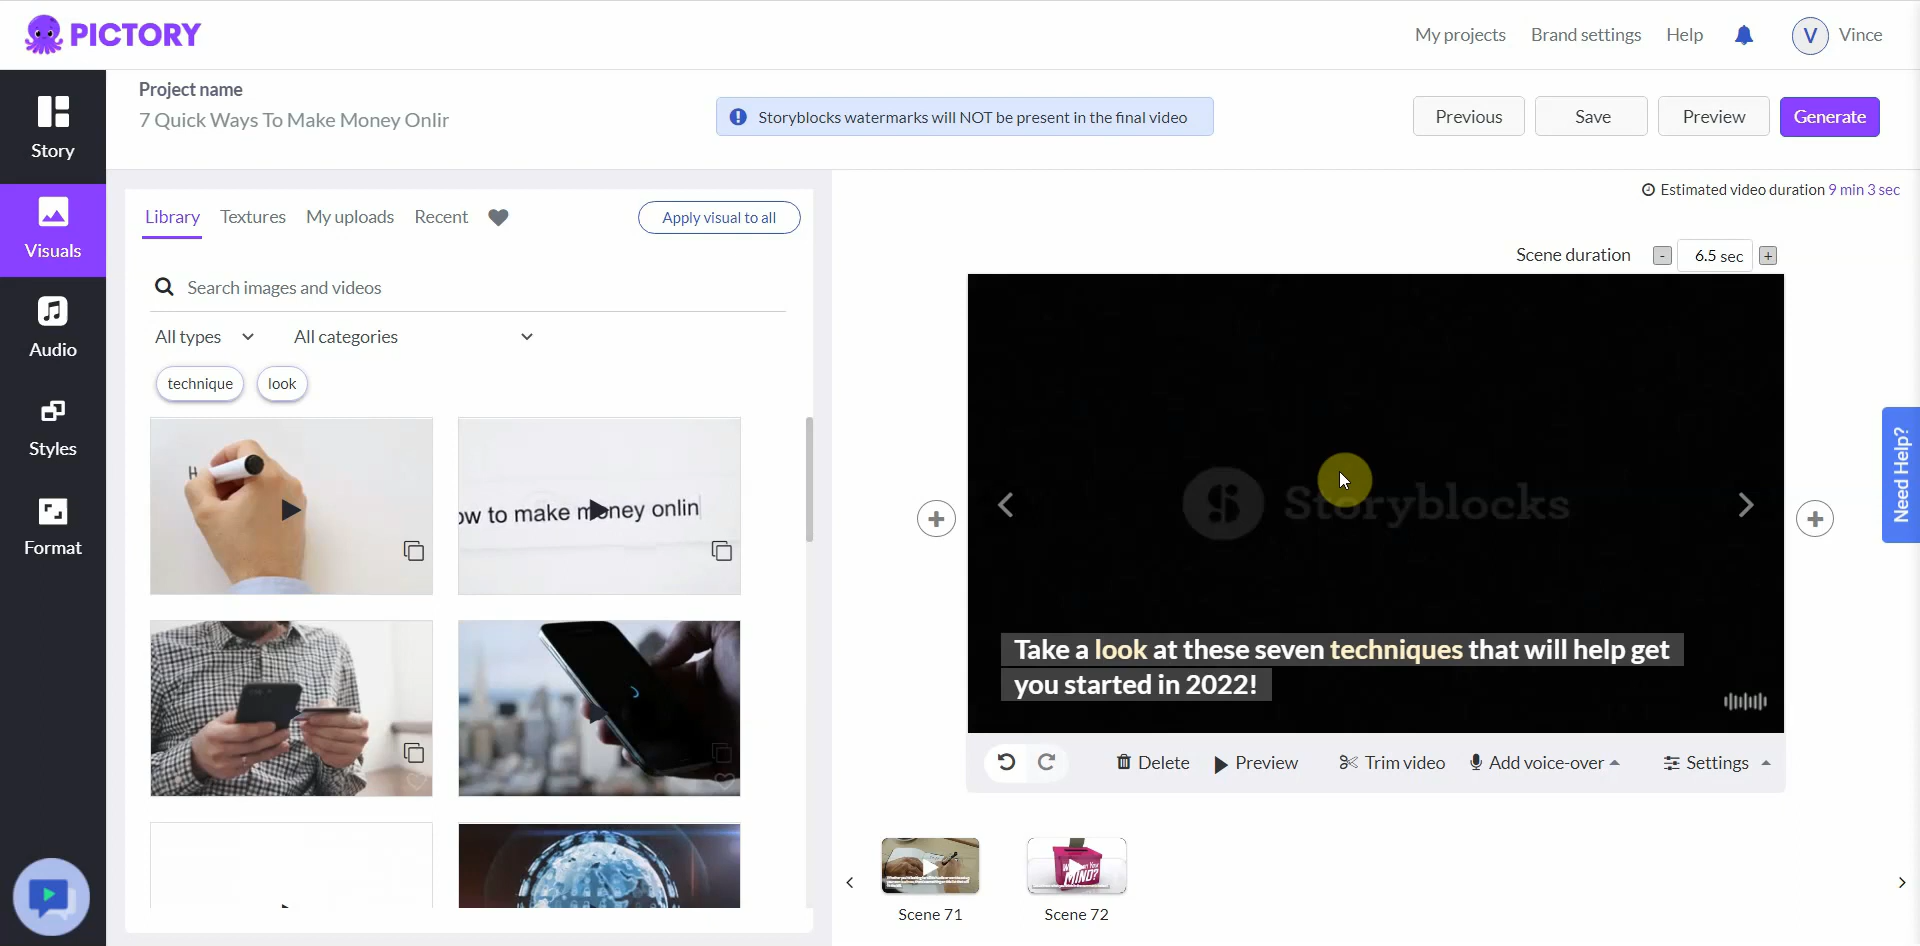 PICTORY
My projects
Brand settings
Help
V
Vince
Story
Visuals
Audio
Styles
Format
Project name
7 Quick Ways To Make Money Onlir
Storyblocks watermarks will NOT be present in the final video
Previous
Save
Preview
Generate
Library
Textures
My uploads
Recent
Apply visual to all
Search images and videos
All types
All categories
technique
look
H
ow to make money onlin
Estimated video duration 9 min 3 sec
Scene duration
-
6.5 sec
+
Storyblocks
Take a look at these seven techniques that will help get
you started in 2022!
Delete
Preview
Trim video
Add voice-over
Settings
Need Help?
MIND?
Scene 71
Scene 72